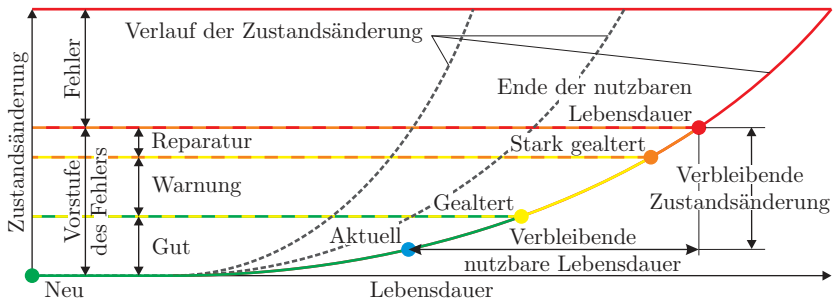 Verlauf der Zustandsänderung
Zustandsänderung
Fehler
Ende der nutzbaren
Lebensdauer
Vorstufe
des Fehlers
Reparatur
Stark gealtert
Warnung
Verbleibende
Zustandsänderung
Gealtert
Gut
Aktuell
Verbleibende
nutzbare Lebensdauer
Neu
Lebensdauer